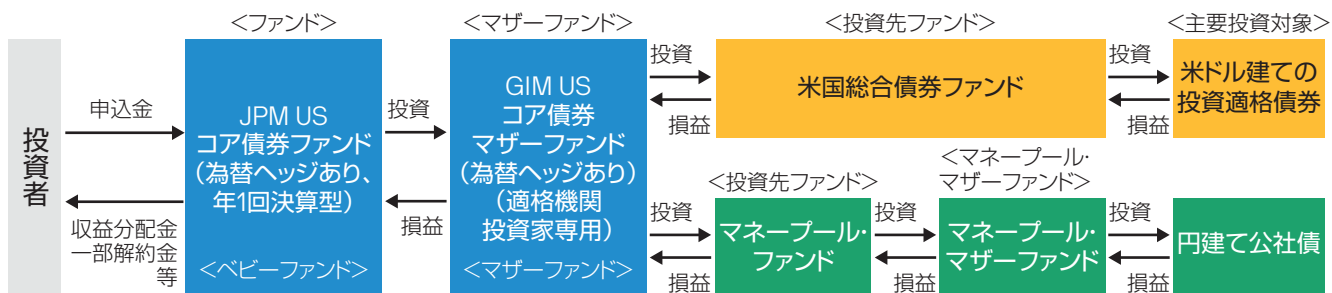 <ファンド>
<マザーファンド>
<投資先ファンド>
<主要投資対象>
投資者
申込金
収益分配金
一部解約金
等
JPM US
コア債券ファンド
(為替ヘッジあり、
年1回決算型)
<ベビーファンド>
投資
損益
GIM US
コア債券
マザーファンド
(為替ヘッジあり)
(適格機関
投資家専用)
<マザーファンド>
投資
損益
米国総合債券ファンド
投資
損益
米ドル建ての
投資適格債券
<投資先ファンド>
<マネープール・
マザーファンド>
投資
損益
マネープール・
ファンド
投資
損益
マネープール・
マザーファンド
投資
損益
円建て公社債